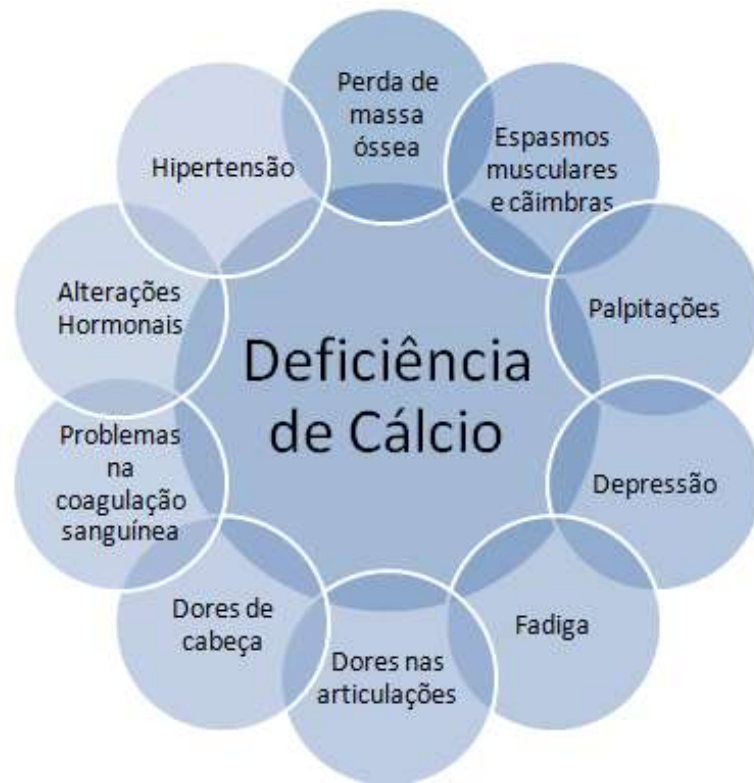 Deficiência
de Cálcio
Perda de
massa
óssea
Espasmos
musculares
e cãimbras
Palpitações
Depressão
Fadiga
Dores nas
articulações
Dores de
cabeça
Problemas
na
coagulação
sanguínea
Alterações
Hormonais
Hipertensão